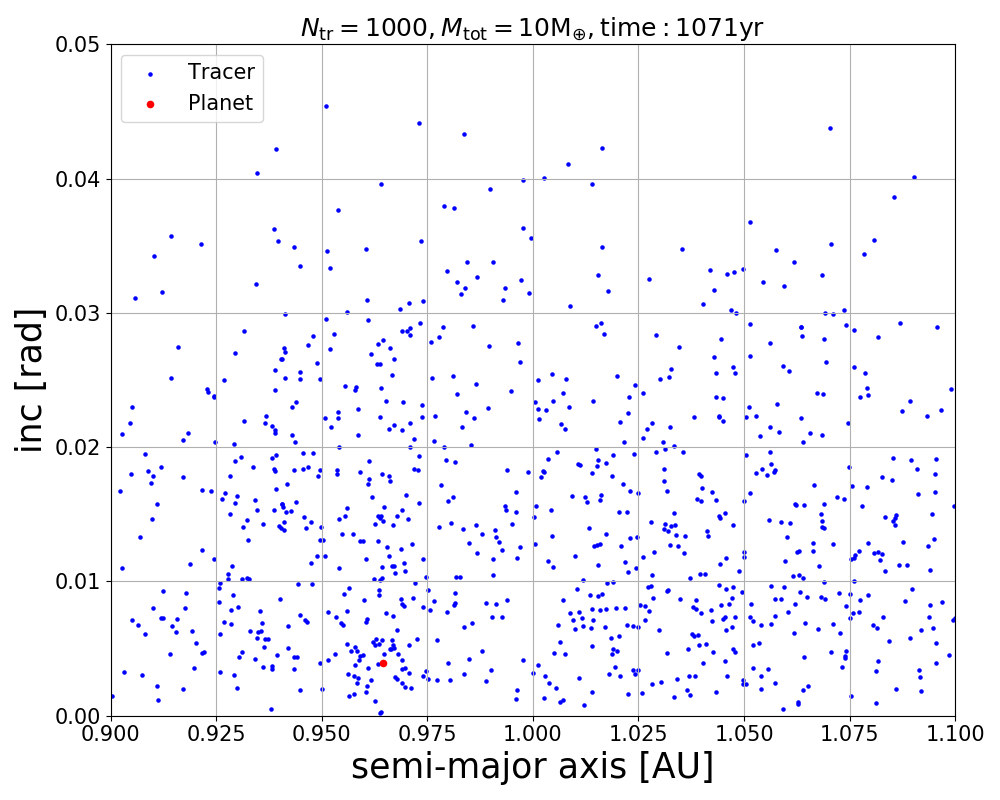 N_tr = 1000, M_tot = 10M_⊕, time : 1071yr
Tracer
Planet
0.05
0.04
0.03
0.02
0.01
0.00
inc [rad]
0.900 0.925 0.950 0.975 1.000 1.025 1.050 1.075 1.100
semi-major axis [AU]